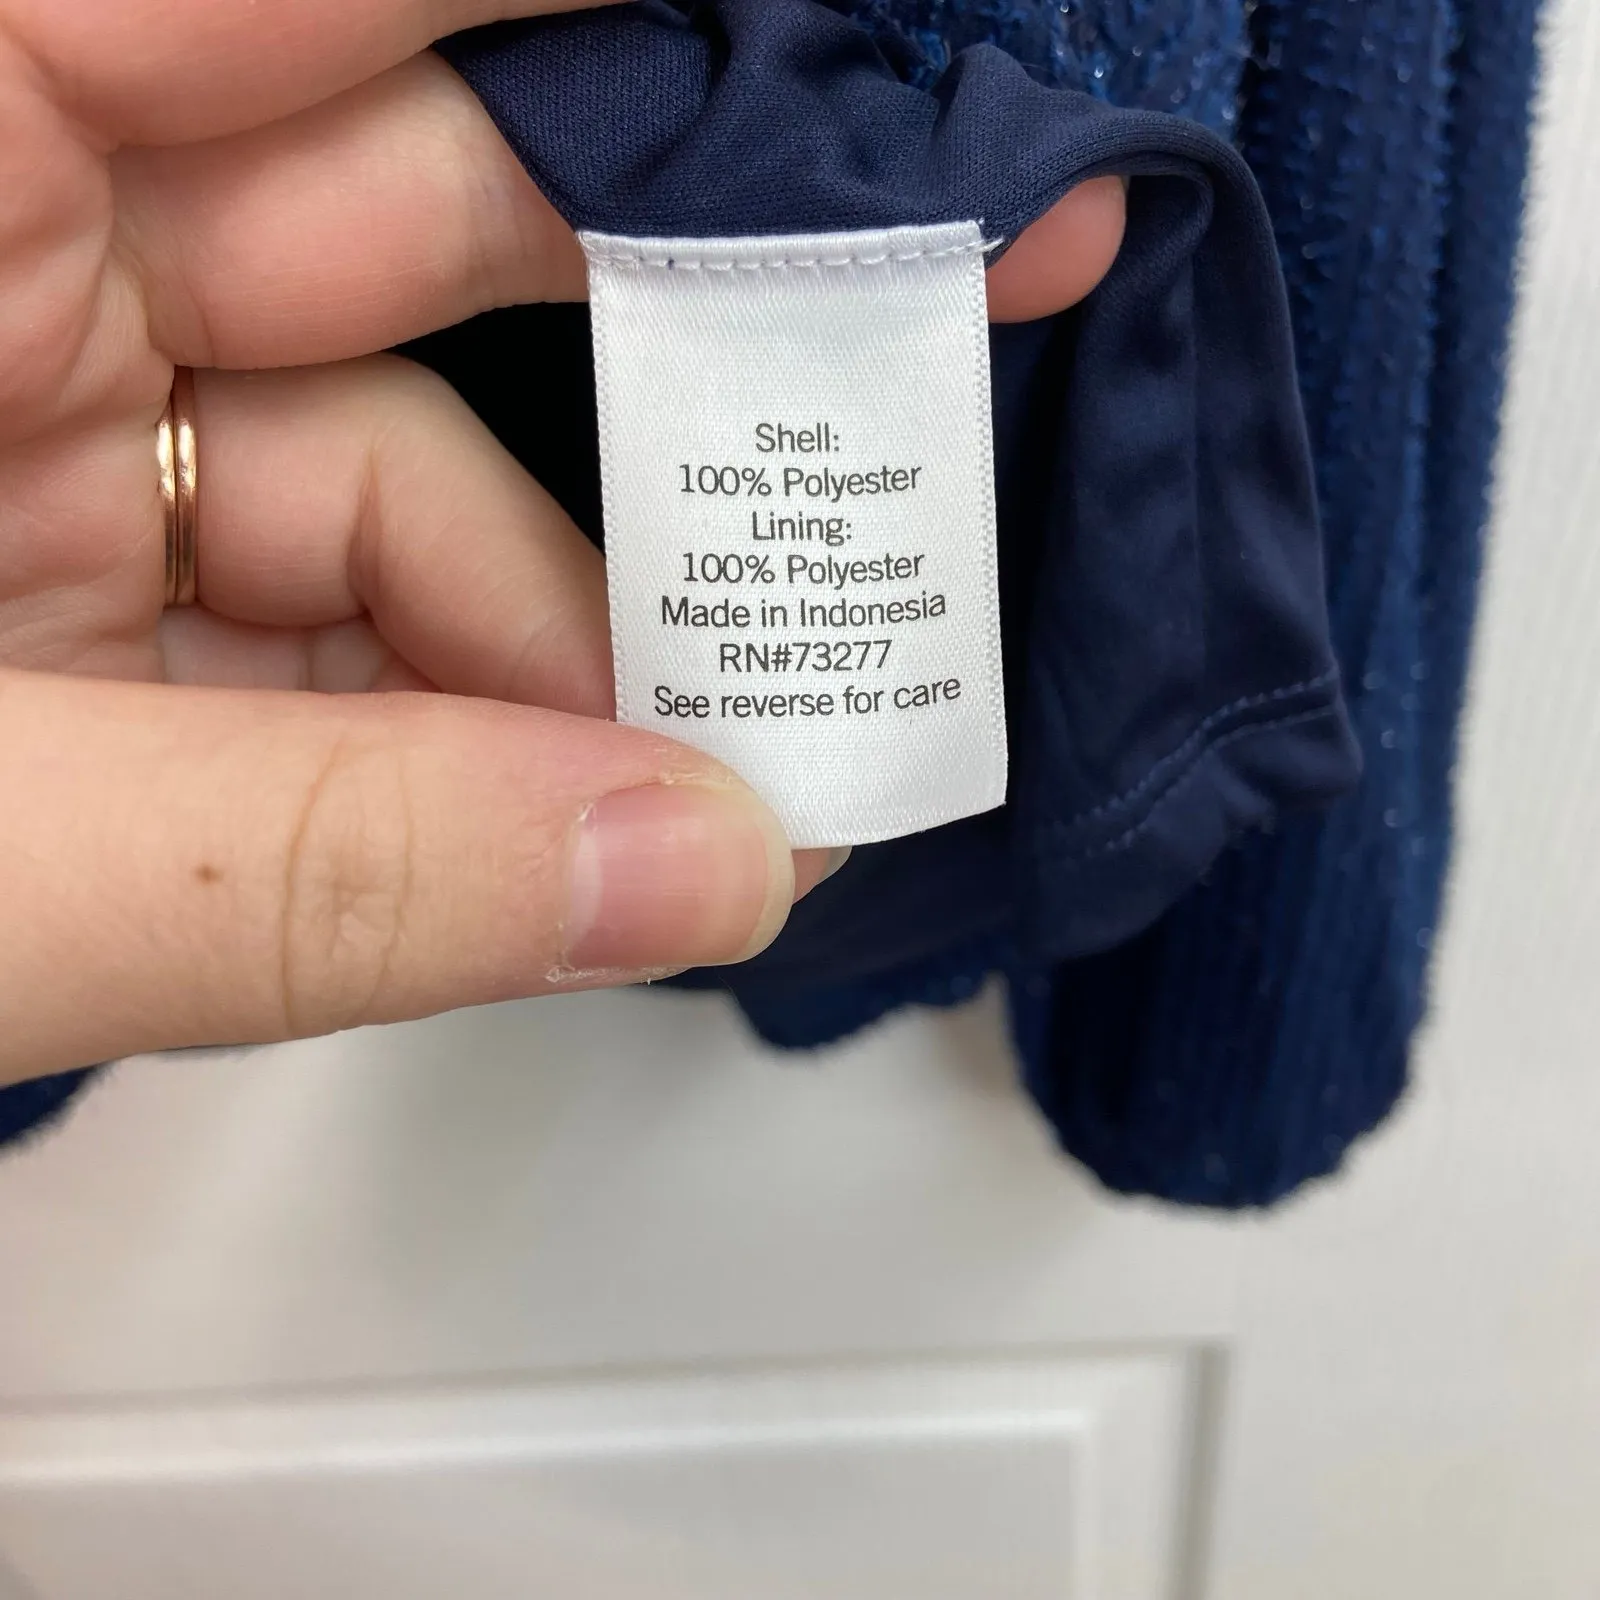 Shell:
100% Polyester
Lining:
100% Polyester
Made in Indonesia
RN#73277
See reverse for care